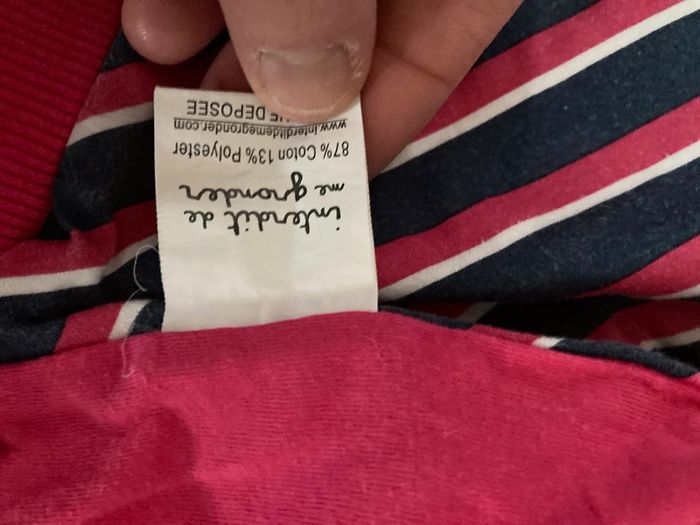 interdit de
me gronder
87% Coton 13% Polyester
www.interditdemegronder.com
DEPOSEE